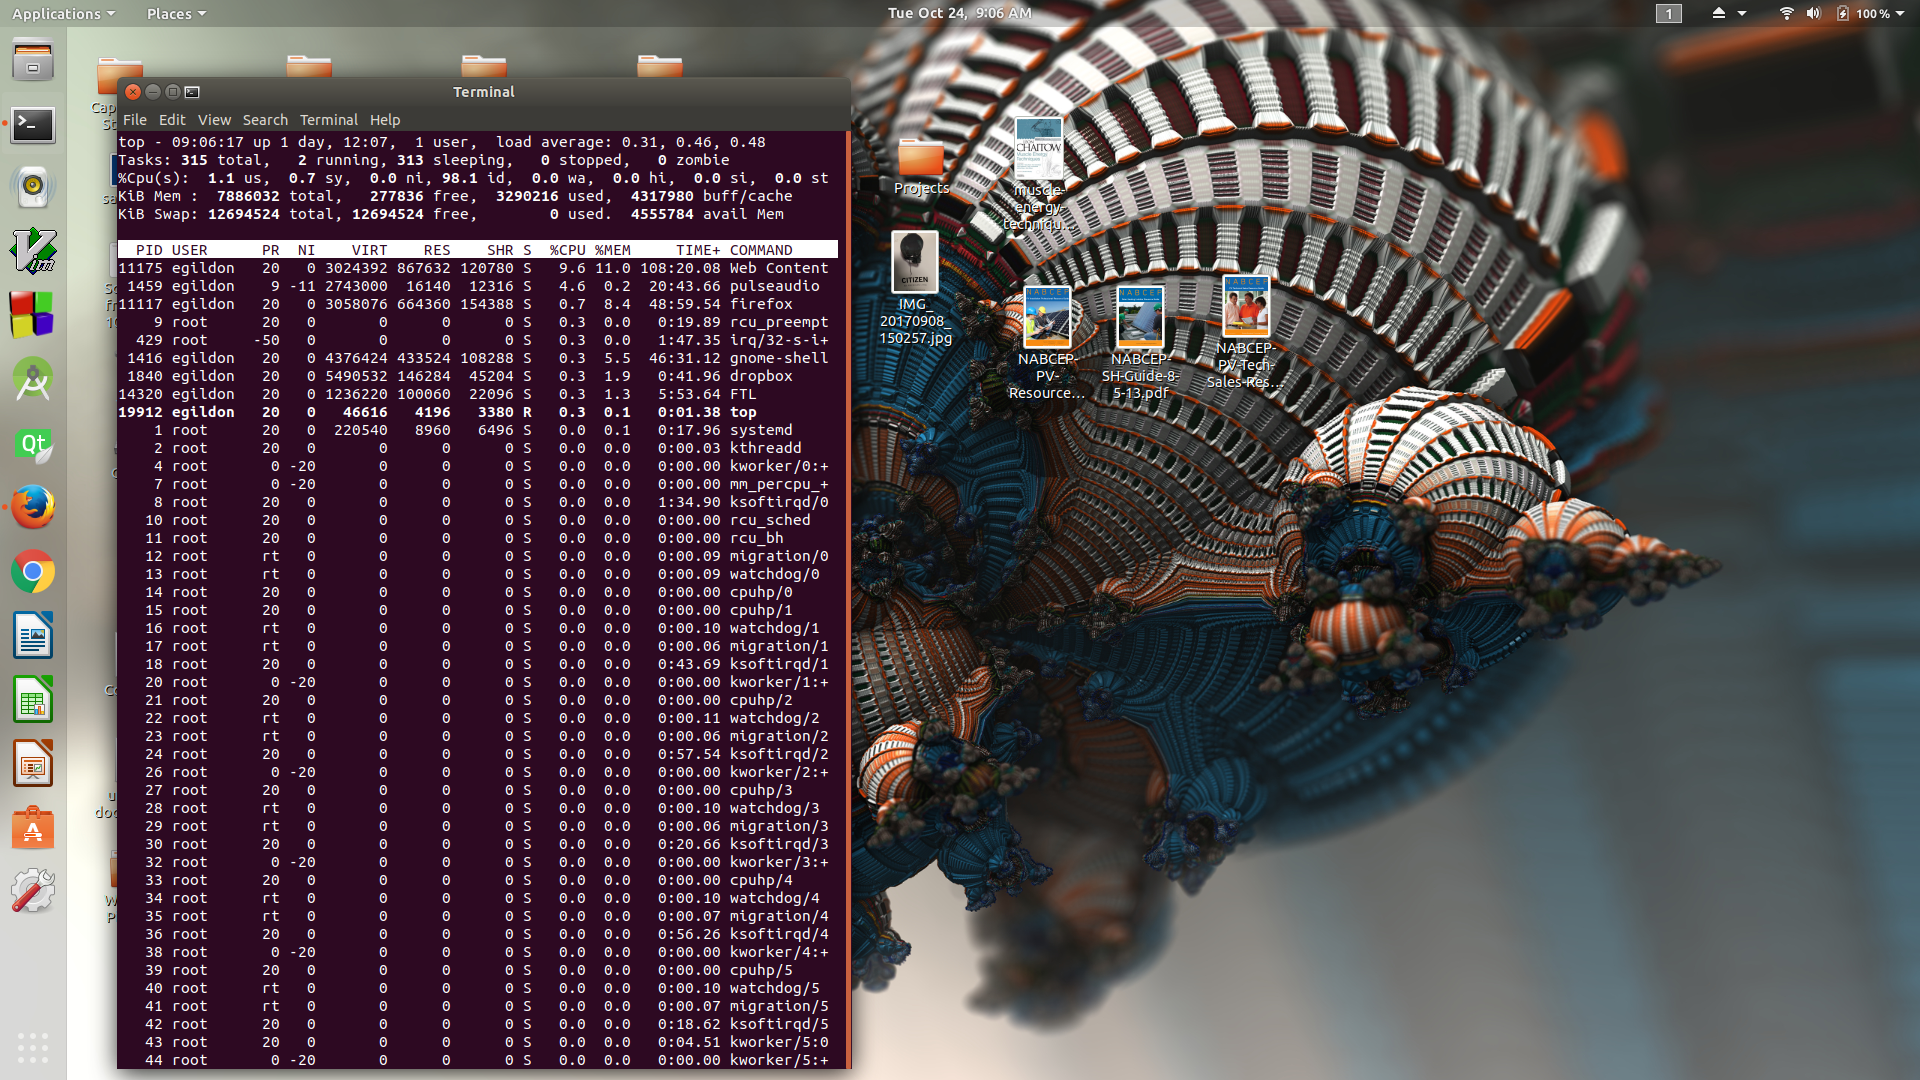 Applications Places Tue Oct 24, 9:06 AM 1 100 %
Terminal
File Edit View Search Terminal Help
top - 09:06:17 up 1 day, 12:07, 1 user, load average: 0.31, 0.46, 0.48
Tasks: 315 total, 2 running, 313 sleeping, 0 stopped, 0 zombie
%Cpu(s): 1.1 us, 0.7 sy, 0.0 ni, 98.1 id, 0.0 wa, 0.0 hi, 0.0 si, 0.0 st
KiB Mem : 7886032 total, 277836 free, 3290216 used, 4317980 buff/cache
KiB Swap: 12694524 total, 12694524 free, 0 used. 4555784 avail Mem
PID USER PR NI VIRT RES SHR S %CPU %MEM TIME+ COMMAND
11175 egildon 20 0 3024392 867632 120780 S 9.6 11.0 108:20.08 Web Content
1459 egildon 9 -11 2743000 16140 12316 S 4.6 0.2 20:43.66 pulseaudio
11117 egildon 20 0 3058076 664360 154388 S 0.7 8.4 48:59.54 firefox
9 root 20 0 0 0 0 S 0.3 0.0 0:19.89 rcu_preempt
429 root -50 0 0 0 0 S 0.3 0.0 1:47.35 irq/32-s-i+
1416 egildon 20 0 4376424 433524 108288 S 0.3 5.5 46:31.12 gnome-shell
1840 egildon 20 0 5490532 146284 45204 S 0.3 1.9 0:41.96 dropbox
14320 egildon 20 0 1236220 100060 22096 S 0.3 1.3 5:53.64 FTL
19912 egildon 20 0 46616 4196 3380 R 0.3 0.1 0:01.38 top
1 root 20 0 220540 8960 6496 S 0.0 0.1 0:17.96 systemd
2 root 20 0 0 0 0 S 0.0 0.0 0:00.03 kthreadd
4 root 0 -20 0 0 0 S 0.0 0.0 0:00.00 kworker/0:+
7 root 0 -20 0 0 0 S 0.0 0.0 0:00.00 mm_percpu_+
8 root 20 0 0 0 0 S 0.0 0.0 1:34.90 ksoftirqd/0
10 root 20 0 0 0 0 S 0.0 0.0 0:00.00 rcu_sched
11 root 20 0 0 0 0 S 0.0 0.0 0:00.00 rcu_bh
12 root rt 0 0 0 0 S 0.0 0.0 0:00.09 migration/0
13 root rt 0 0 0 0 S 0.0 0.0 0:00.09 watchdog/0
14 root 20 0 0 0 0 S 0.0 0.0 0:00.00 cpuhp/0
15 root 20 0 0 0 0 S 0.0 0.0 0:00.00 cpuhp/1
16 root rt 0 0 0 0 S 0.0 0.0 0:00.10 watchdog/1
17 root rt 0 0 0 0 S 0.0 0.0 0:00.06 migration/1
18 root 20 0 0 0 0 S 0.0 0.0 0:43.69 ksoftirqd/1
20 root 0 -20 0 0 0 S 0.0 0.0 0:00.00 kworker/1:+
21 root 20 0 0 0 0 S 0.0 0.0 0:00.00 cpuhp/2
22 root rt 0 0 0 0 S 0.0 0.0 0:00.11 watchdog/2
23 root rt 0 0 0 0 S 0.0 0.0 0:00.06 migration/2
24 root 20 0 0 0 0 S 0.0 0.0 0:57.54 ksoftirqd/2
26 root 0 -20 0 0 0 S 0.0 0.0 0:00.00 kworker/2:+
27 root 20 0 0 0 0 S 0.0 0.0 0:00.00 cpuhp/3
28 root rt 0 0 0 0 S 0.0 0.0 0:00.10 watchdog/3
29 root rt 0 0 0 0 S 0.0 0.0 0:00.06 migration/3
30 root 20 0 0 0 0 S 0.0 0.0 0:20.66 ksoftirqd/3
32 root 0 -20 0 0 0 S 0.0 0.0 0:00.00 kworker/3:+
33 root 20 0 0 0 0 S 0.0 0.0 0:00.00 cpuhp/4
34 root rt 0 0 0 0 S 0.0 0.0 0:00.10 watchdog/4
35 root rt 0 0 0 0 S 0.0 0.0 0:00.07 migration/4
36 root 20 0 0 0 0 S 0.0 0.0 0:56.26 ksoftirqd/4
38 root 0 -20 0 0 0 S 0.0 0.0 0:00.00 kworker/4:+
39 root 20 0 0 0 0 S 0.0 0.0 0:00.00 cpuhp/5
40 root rt 0 0 0 0 S 0.0 0.0 0:00.10 watchdog/5
41 root rt 0 0 0 0 S 0.0 0.0 0:00.07 migration/5
42 root 20 0 0 0 0 S 0.0 0.0 0:18.62 ksoftirqd/5
43 root 20 0 0 0 0 S 0.0 0.0 0:04.51 kworker/5:0
44 root 0 -20 0 0 0 S 0.0 0.0 0:00.00 kworker/5:+
Projects
CHAITOW
muscle-
energy-
techniqu...
CITIZEN
IMG_
20170908_
150257.jpg
NABCEP
NABCEP-
PV-
Resource...
NABCEP
NABCEP-
SH-Guide-8-
5-13.pdf
NABCEP
NABCEP-
PV-Tech-
Sales-Res...
Vim
Qt